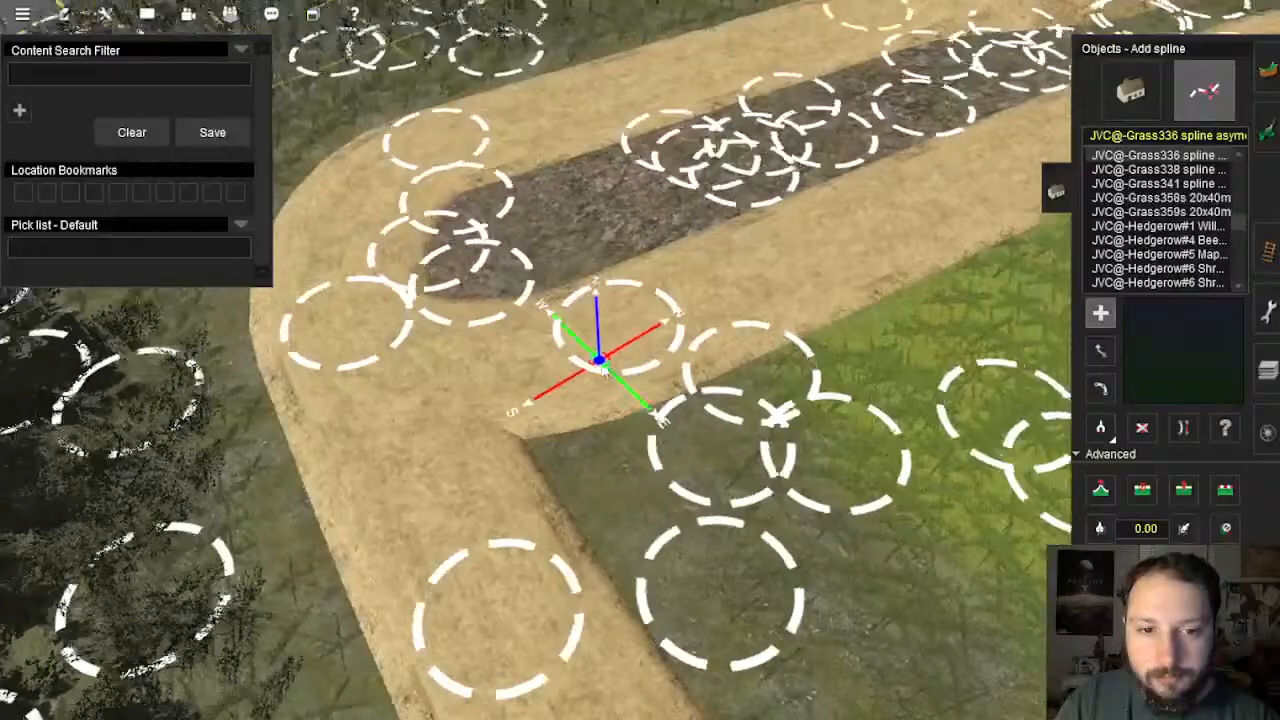 Content Search Filter
Clear
Save
Location Bookmarks
Pick list - Default
Objects - Add spline
JVC@-Grass336 spline asym
JVC@-Grass336 spline ...
JVC@-Grass338 spline ...
JVC@-Grass341 spline ...
JVC@-Grass358s 20x40m
JVC@-Grass359s 20x40m
JVC@-Hedgerow#1 Will...
JVC@-Hedgerow#4 Bee...
JVC@-Hedgerow#5 Map...
JVC@-Hedgerow#6 Shr...
JVC@-Hedgerow#6 Shr...
?
Advanced
0.00
S